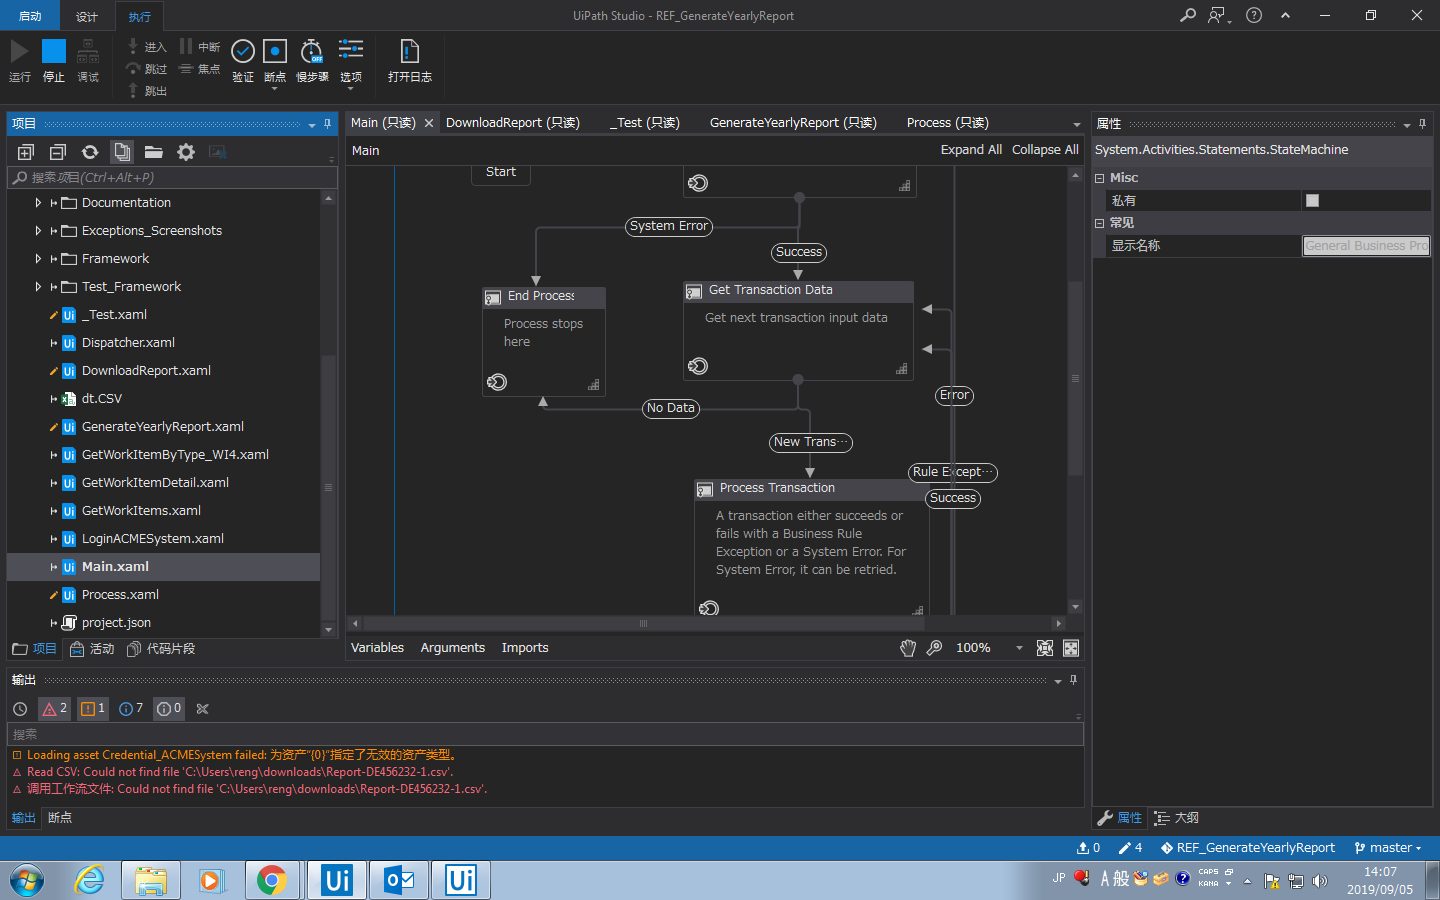 启动 设计 执行 UiPath Studio - REF_GenerateYearlyReport
运行 停止 调试 进入 跳过 跳出 中断 焦点 验证 断点 慢步骤 OFF 选项 打开日志
项目
搜索项目(Ctrl+Alt+P)
Documentation
Exceptions_Screenshots
Framework
Test_Framework
_Test.xaml
Dispatcher.xaml
DownloadReport.xaml
dt.CSV
GenerateYearlyReport.xaml
GetWorkItemByType_WI4.xaml
GetWorkItemDetail.xaml
GetWorkItems.xaml
LoginACMESystem.xaml
Main.xaml
Process.xaml
project.json
项目 活动 代码片段
Main (只读) DownloadReport (只读) _Test (只读) GenerateYearlyReport (只读) Process (只读)
Main Expand All Collapse All
Start
System Error
Success
End Process
Process stops
here
Get Transaction Data
Get next transaction input data
Error
No Data
New Trans···
Rule Except···
Success
Process Transaction
A transaction either succeeds or
fails with a Business Rule
Exception or a System Error. For
System Error, it can be retried.
Variables Arguments Imports 100%
属性
System.Activities.Statements.StateMachine
Misc
私有
常见
显示名称 General Business Pro
属性 大纲
输出
2 1 7 0
搜索
Loading asset Credential_ACMESystem failed: 为资产"{0}"指定了无效的资产类型。
Read CSV: Could not find file 'C:\Users\reng\downloads\Report-DE456232-1.csv'.
调用工作流文件: Could not find file 'C:\Users\reng\downloads\Report-DE456232-1.csv'.
输出 断点
0 4 REF_GenerateYearlyReport master
JP A 般 CAPS KANA 14:07
2019/09/05